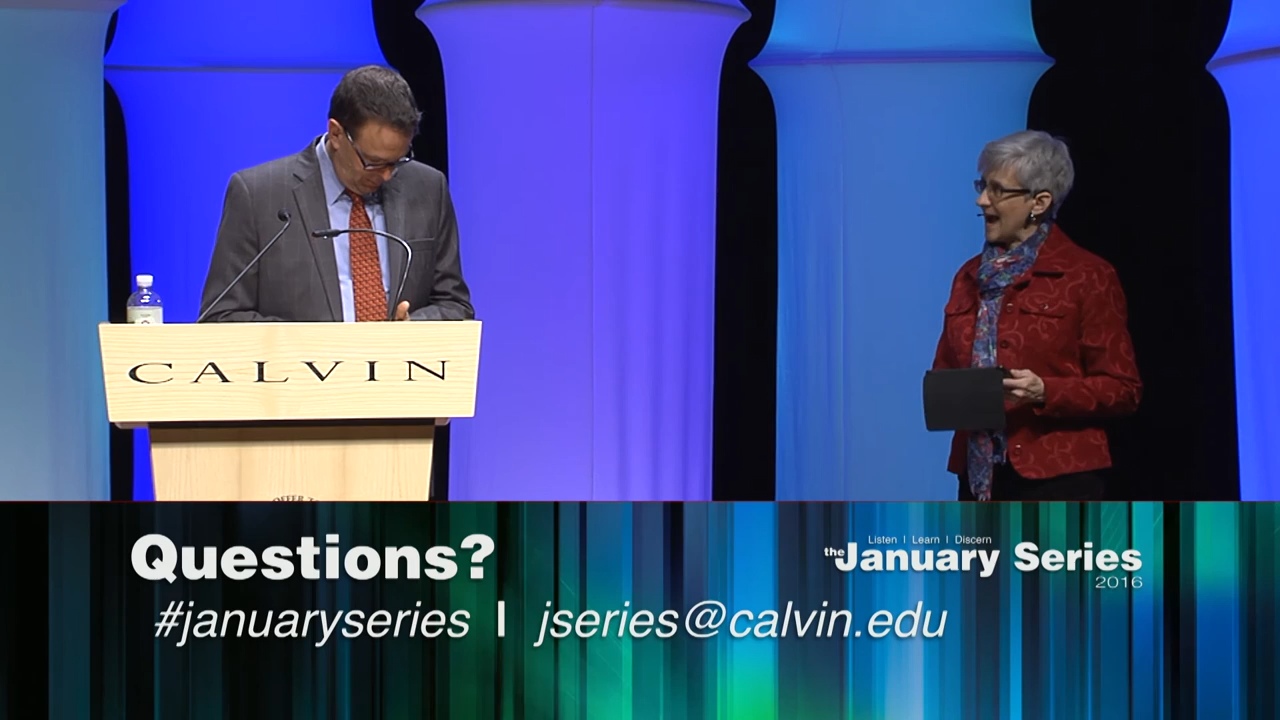 CALVIN
Questions?
#januaryseries | jseries@calvin.edu
Listen | Learn | Discern
the January Series
2016